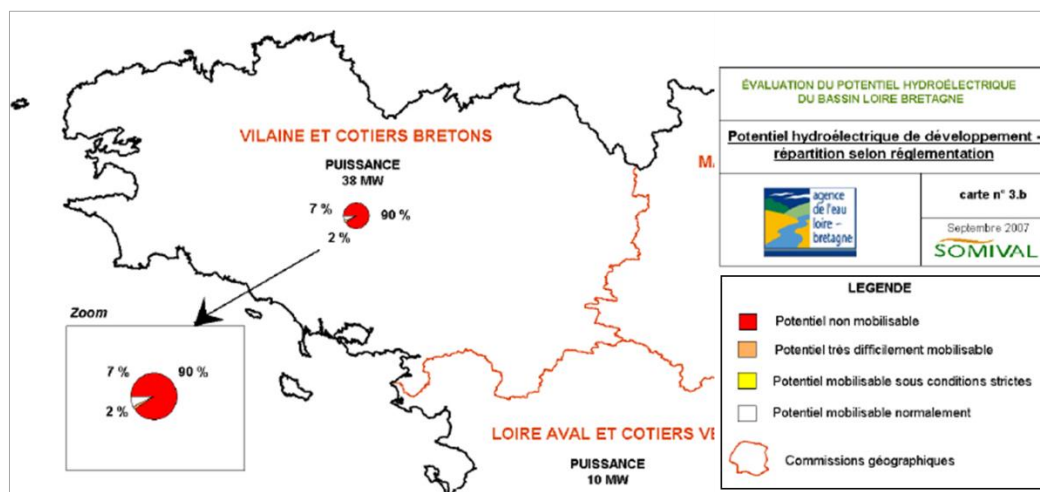 VILAINE ET COTIERS BRETONS
PUISSANCE
38 MW
7 %
90 %
2 %
Zoom
7 %
90 %
2 %
LOIRE AVAL ET COTIERS VE
PUISSANCE
10 MW
M
ÉVALUATION DU POTENTIEL HYDROÉLECTRIQUE
DU BASSIN LOIRE BRETAGNE
Potentiel hydroélectrique de développement -
répartition selon réglementation
agence
de l'eau
loire –
bretagne
carte n° 3.b
Septembre 2007
SOMIVAL
LEGENDE
Potentiel non mobilisable
Potentiel très difficilement mobilisable
Potentiel mobilisable sous conditions strictes
Potentiel mobilisable normalement
Commissions géographiques